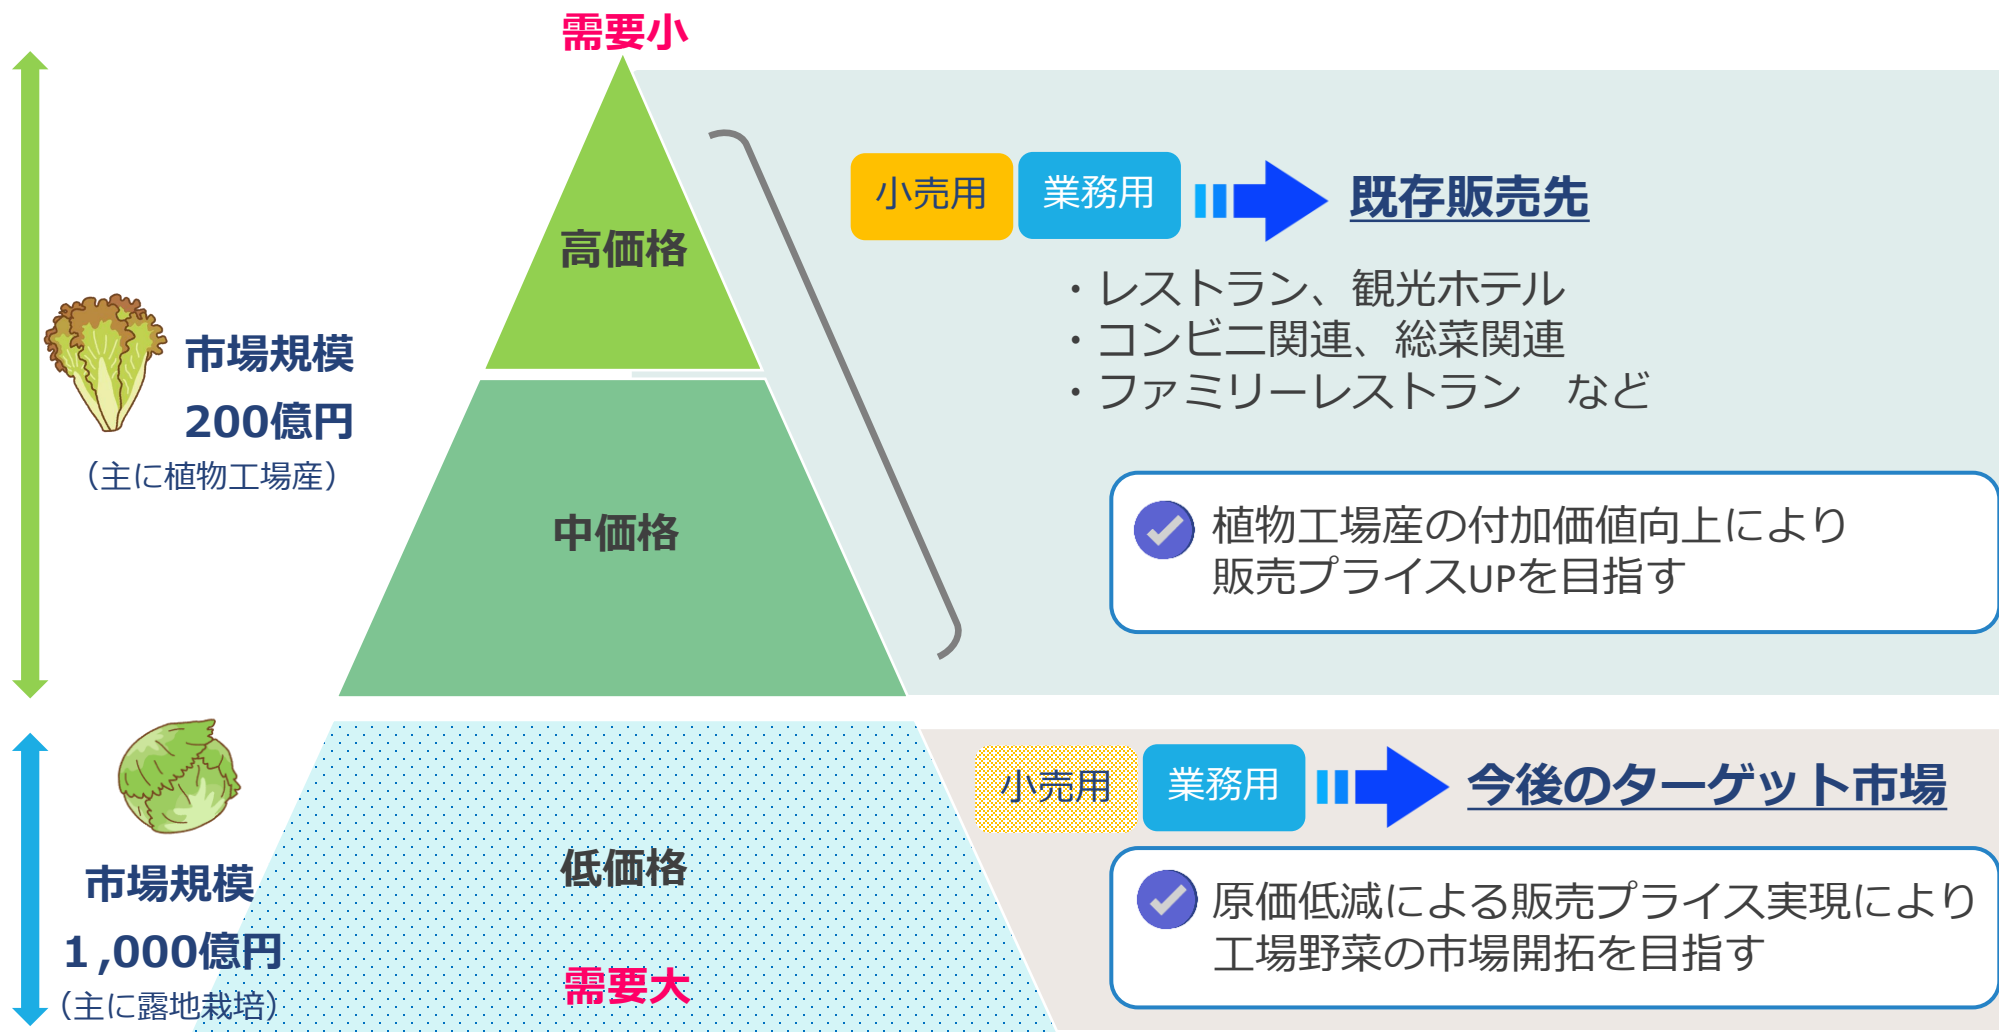 需要小
高価格
中価格
市場規模
200億円
（主に植物工場産）
小売用
業務用
既存販売先
・レストラン、観光ホテル
・コンビニ関連、総菜関連
・ファミリーレストラン　など
植物工場産の付加価値向上により
販売プライスUPを目指す
市場規模
１,000億円
（主に露地栽培）
低価格
需要大
小売用
業務用
今後のターゲット市場
原価低減による販売プライス実現により
工場野菜の市場開拓を目指す